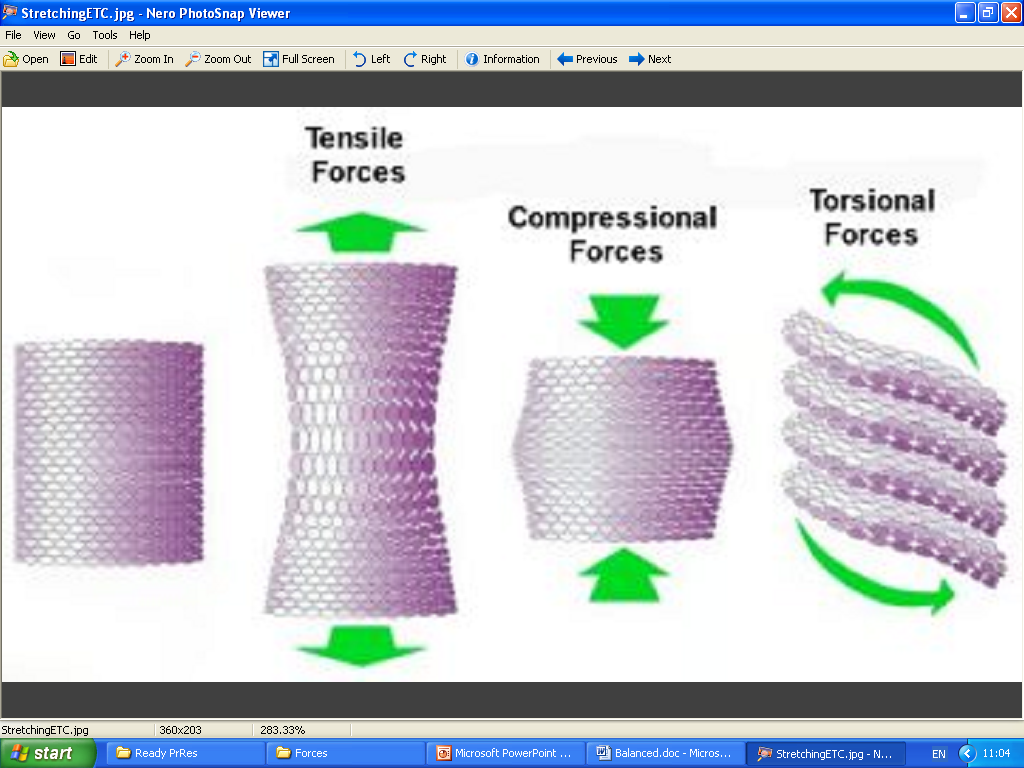 StretchingETC.jpg - Nero PhotoSnap Viewer
File View Go Tools Help
Open Edit Zoom In Zoom Out Full Screen Left Right Information Previous Next
Tensile
Forces
Compressional
Forces
Torsional
Forces
StretchingETC.jpg 360x203 283.33%
start Ready PrRes Forces Microsoft PowerPoint ... Balanced.doc - Micros... StretchingETC.jpg - N... EN 11:04